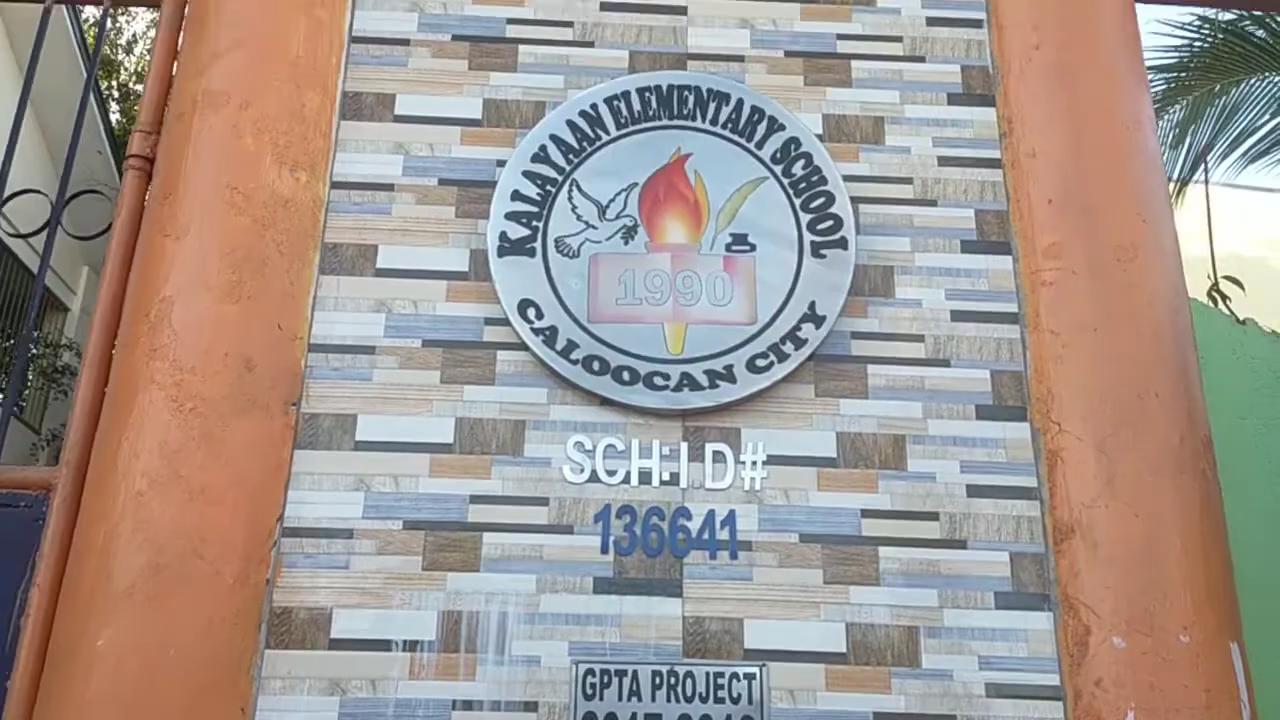 KALAYAAN ELEMENTARY SCHOOL
1990
CALOOCAN CITY
SCH:I.D#
136641
GPTA PROJECT